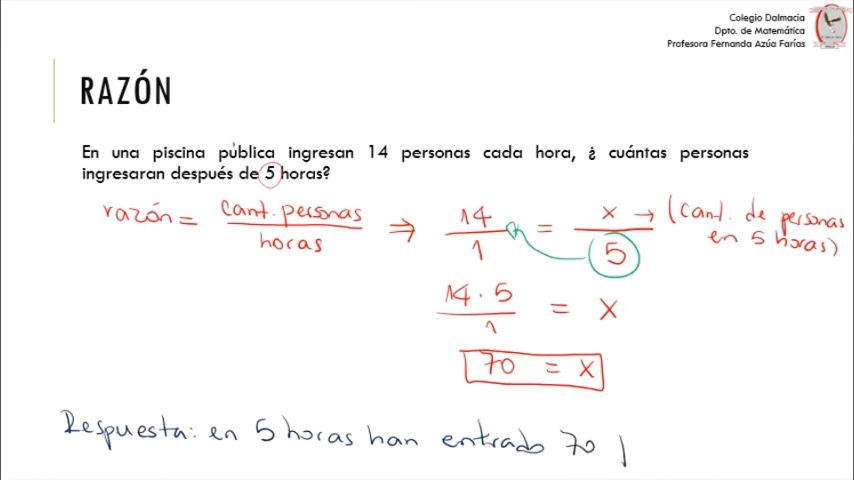 Colegio Dalmacia
Dpto. de Matemática
Profesora Fernanda Azúa Farías
RAZÓN
En una piscina pública ingresan 14 personas cada hora, ¿ cuántas personas
ingresaran después de 5 horas?
razón = cant. personas / horas ⇒ 14 / 1 = x / 5 → (cant. de personas
en 5 horas)
14 · 5 / 1 = x
70 = x
Respuesta: en 5 horas han entrado 70